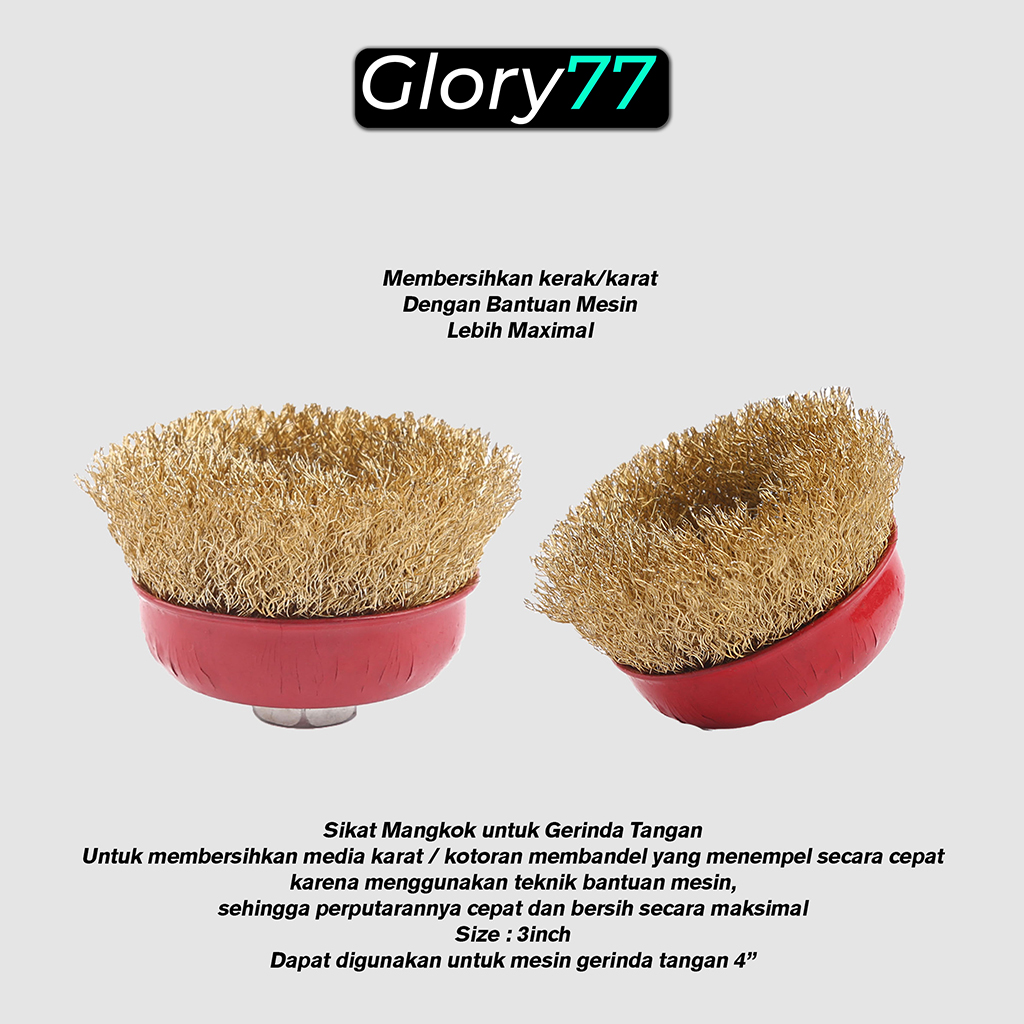 Glory77
Membersihkan kerak/karat
Dengan Bantuan Mesin
Lebih Maximal
Sikat Mangkok untuk Gerinda Tangan
Untuk membersihkan media karat / kotoran membandel yang menempel secara cepat
karena menggunakan teknik bantuan mesin,
sehingga perputarannya cepat dan bersih secara maksimal
Size : 3inch
Dapat digunakan untuk mesin gerinda tangan 4”